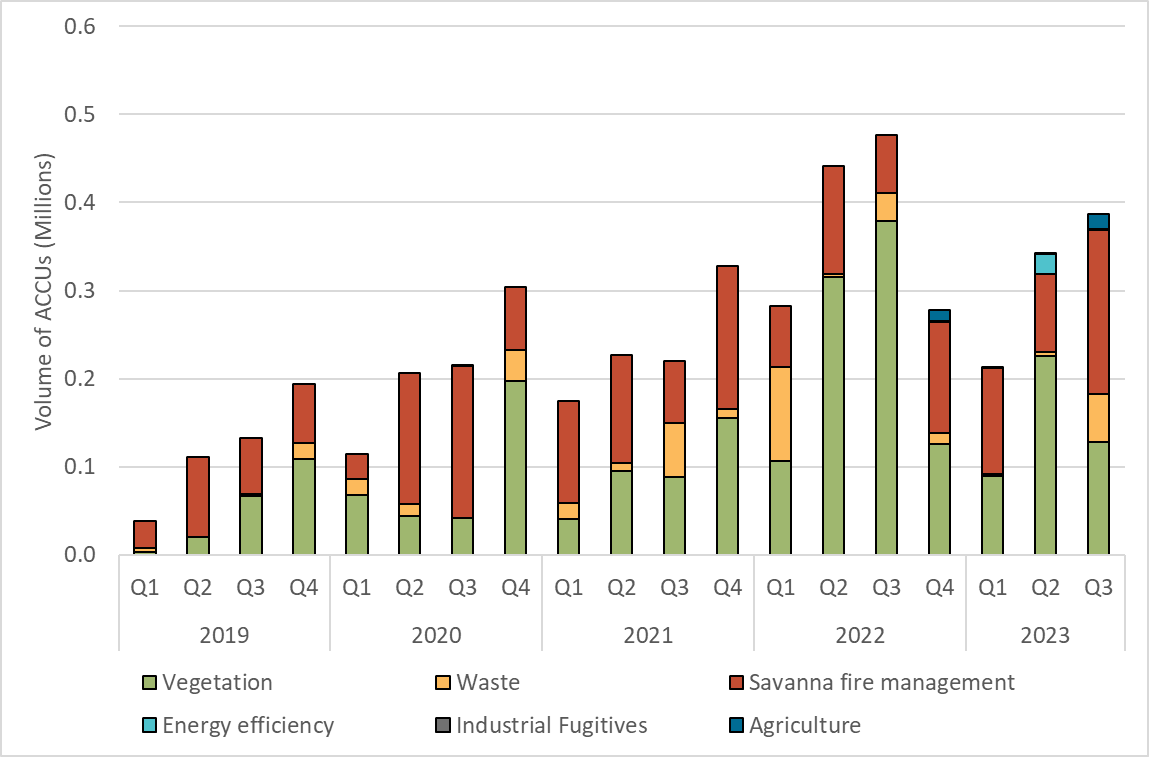 Volume of ACCUs (Millions)
0.6
0.5
0.4
0.3
0.2
0.1
0.0
Q1 Q2 Q3 Q4 Q1 Q2 Q3 Q4 Q1 Q2 Q3 Q4 Q1 Q2 Q3 Q4 Q1 Q2 Q3
2019 2020 2021 2022 2023
Vegetation Waste Savanna fire management
Energy efficiency Industrial Fugitives Agriculture